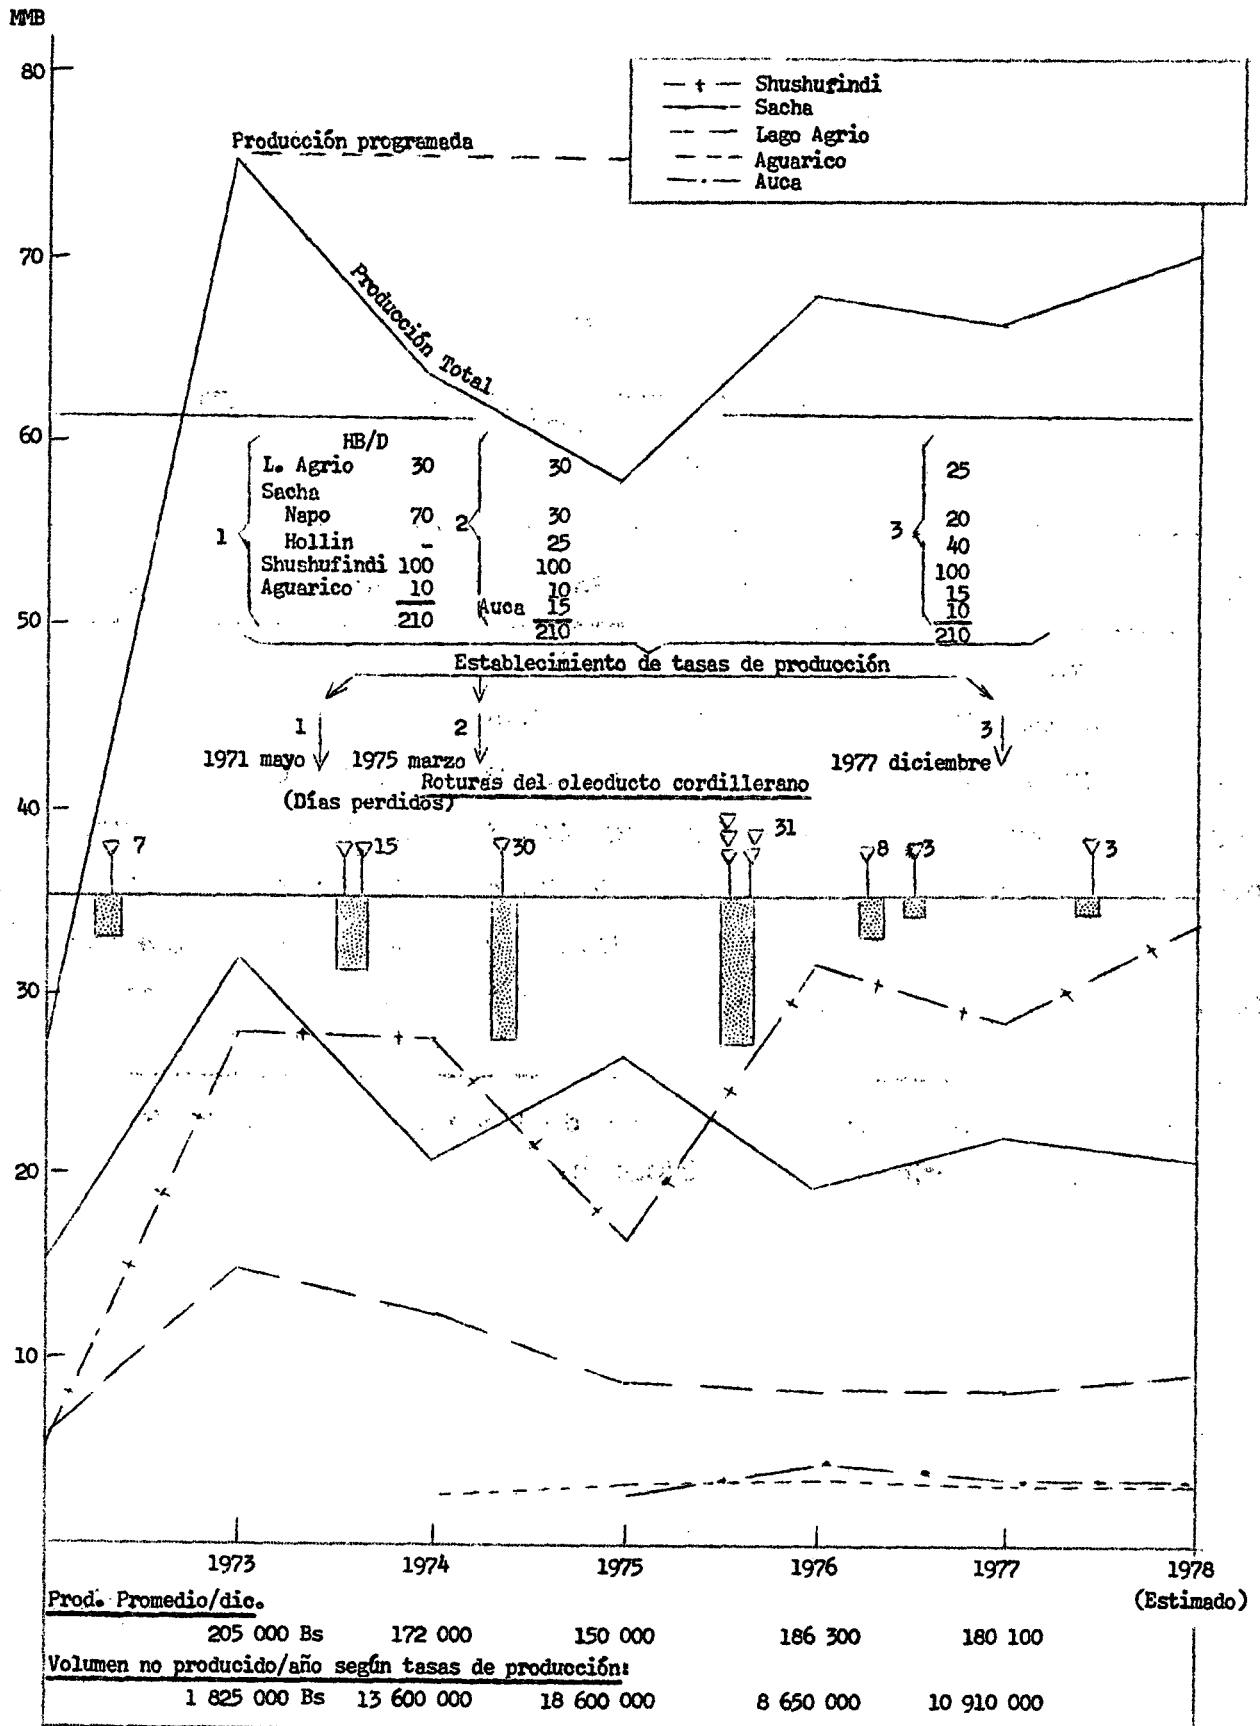 MMB
80
70
60
50
40
30
20
10
Shushufindi
Sacha
Lago Agrio
Aguarico
Auca
Producción programada
Producción Total
HB/D
L. Agrio 30
Sacha
Napo 70
Hollin -
Shushufindi 100
Aguarico 10
210
1
2
30
30
25
100
10
Auca 15
210
3
25
20
40
100
15
10
210
Establecimiento de tasas de producción
1
2
3
1971 mayo
1975 marzo
1977 diciembre
Roturas del oleoducto cordillerano
(Días perdidos)
7
15
30
31
8
3
3
1973 1974 1975 1976 1977 1978
(Estimado)
Prod. Promedio/dic.
205 000 Bs 172 000 150 000 186 300 180 100
Volumen no producido/año según tasas de producción:
1 825 000 Bs 13 600 000 18 600 000 8 650 000 10 910 000